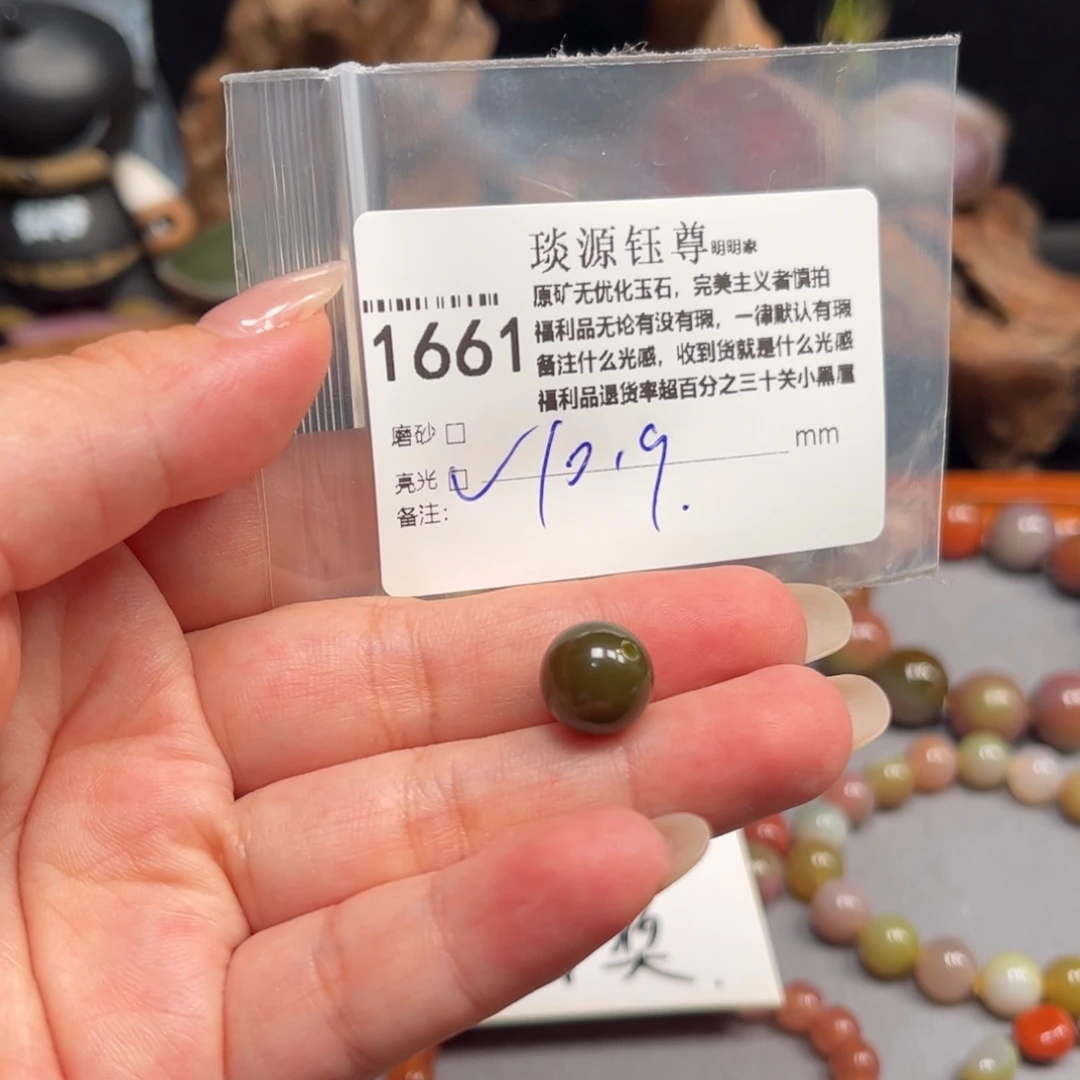 琰源钰尊明明家
原矿无优化玉石，完美主义者慎拍
福利品无论有没有瑕，一律默认有瑕
备注什么光感，收到货就是什么光感
福利品退货率超百分之三十关小黑屋
1661
磨砂 □
亮光 □ ✓ 10.9. mm
备注：
奖